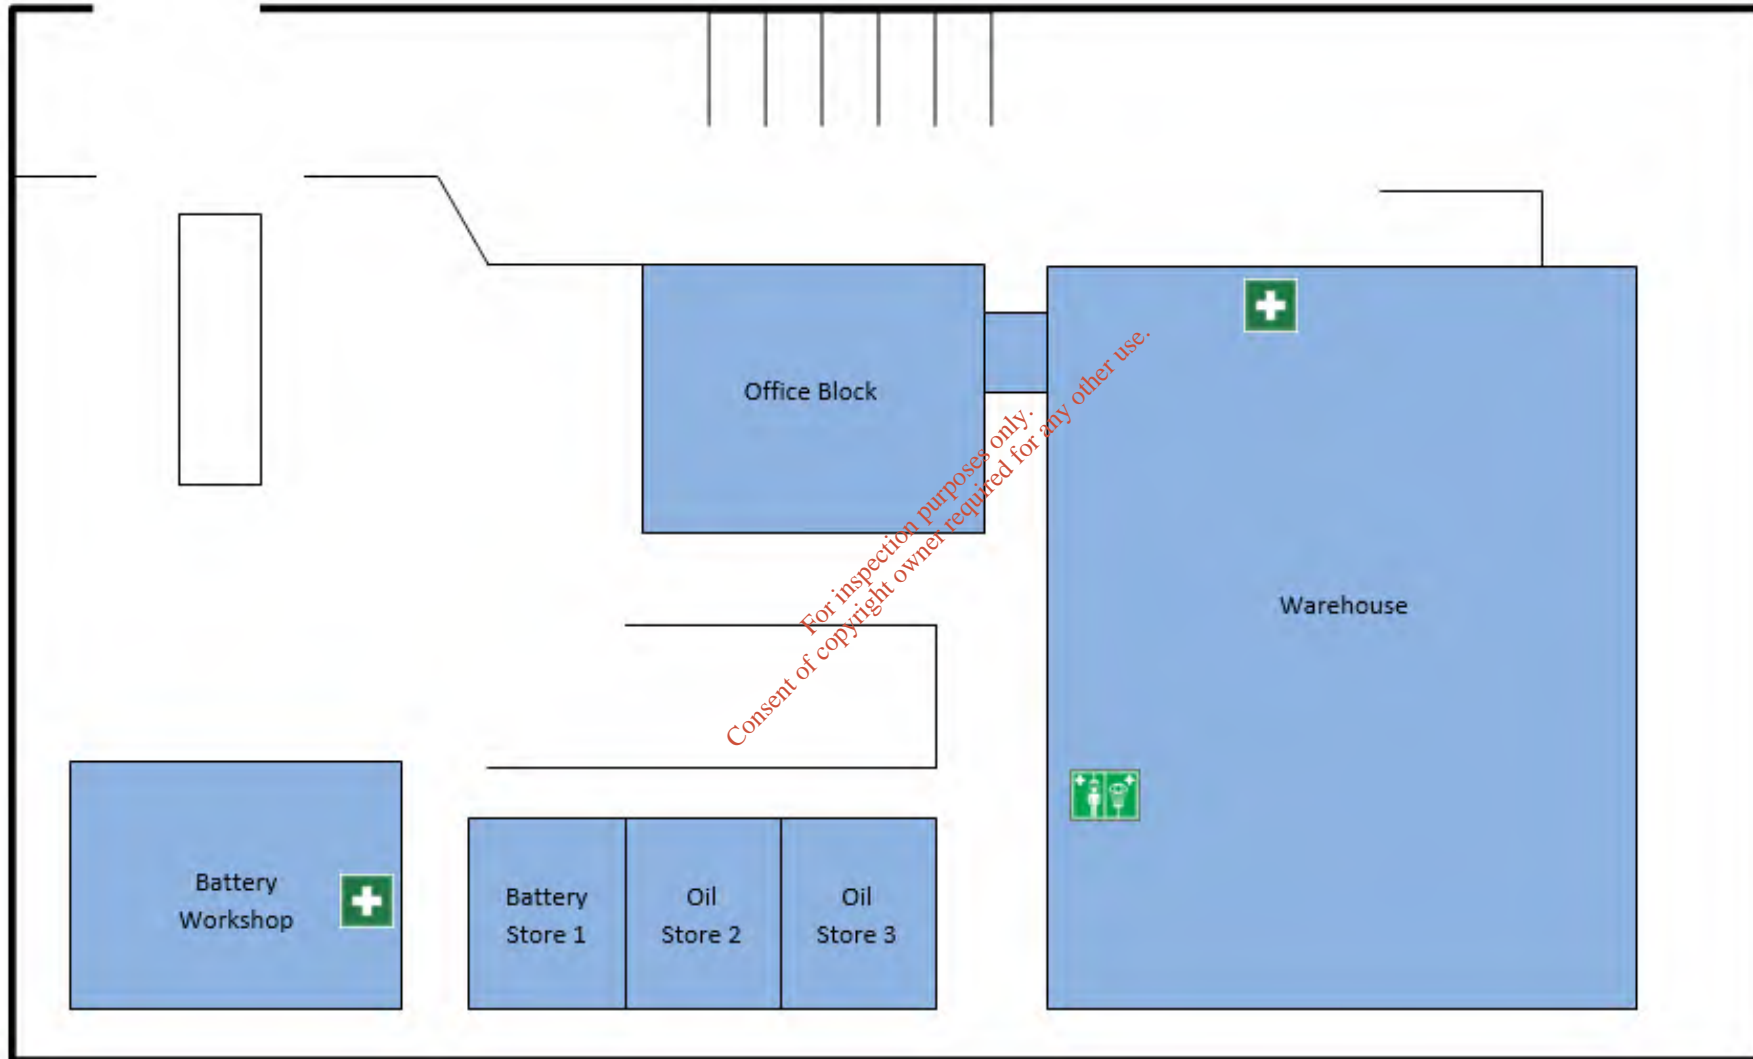 Office Block
For inspection purposes only.
Consent of copyright owner required for any other use.
Warehouse
Battery
Workshop
Battery
Store 1
Oil
Store 2
Oil
Store 3